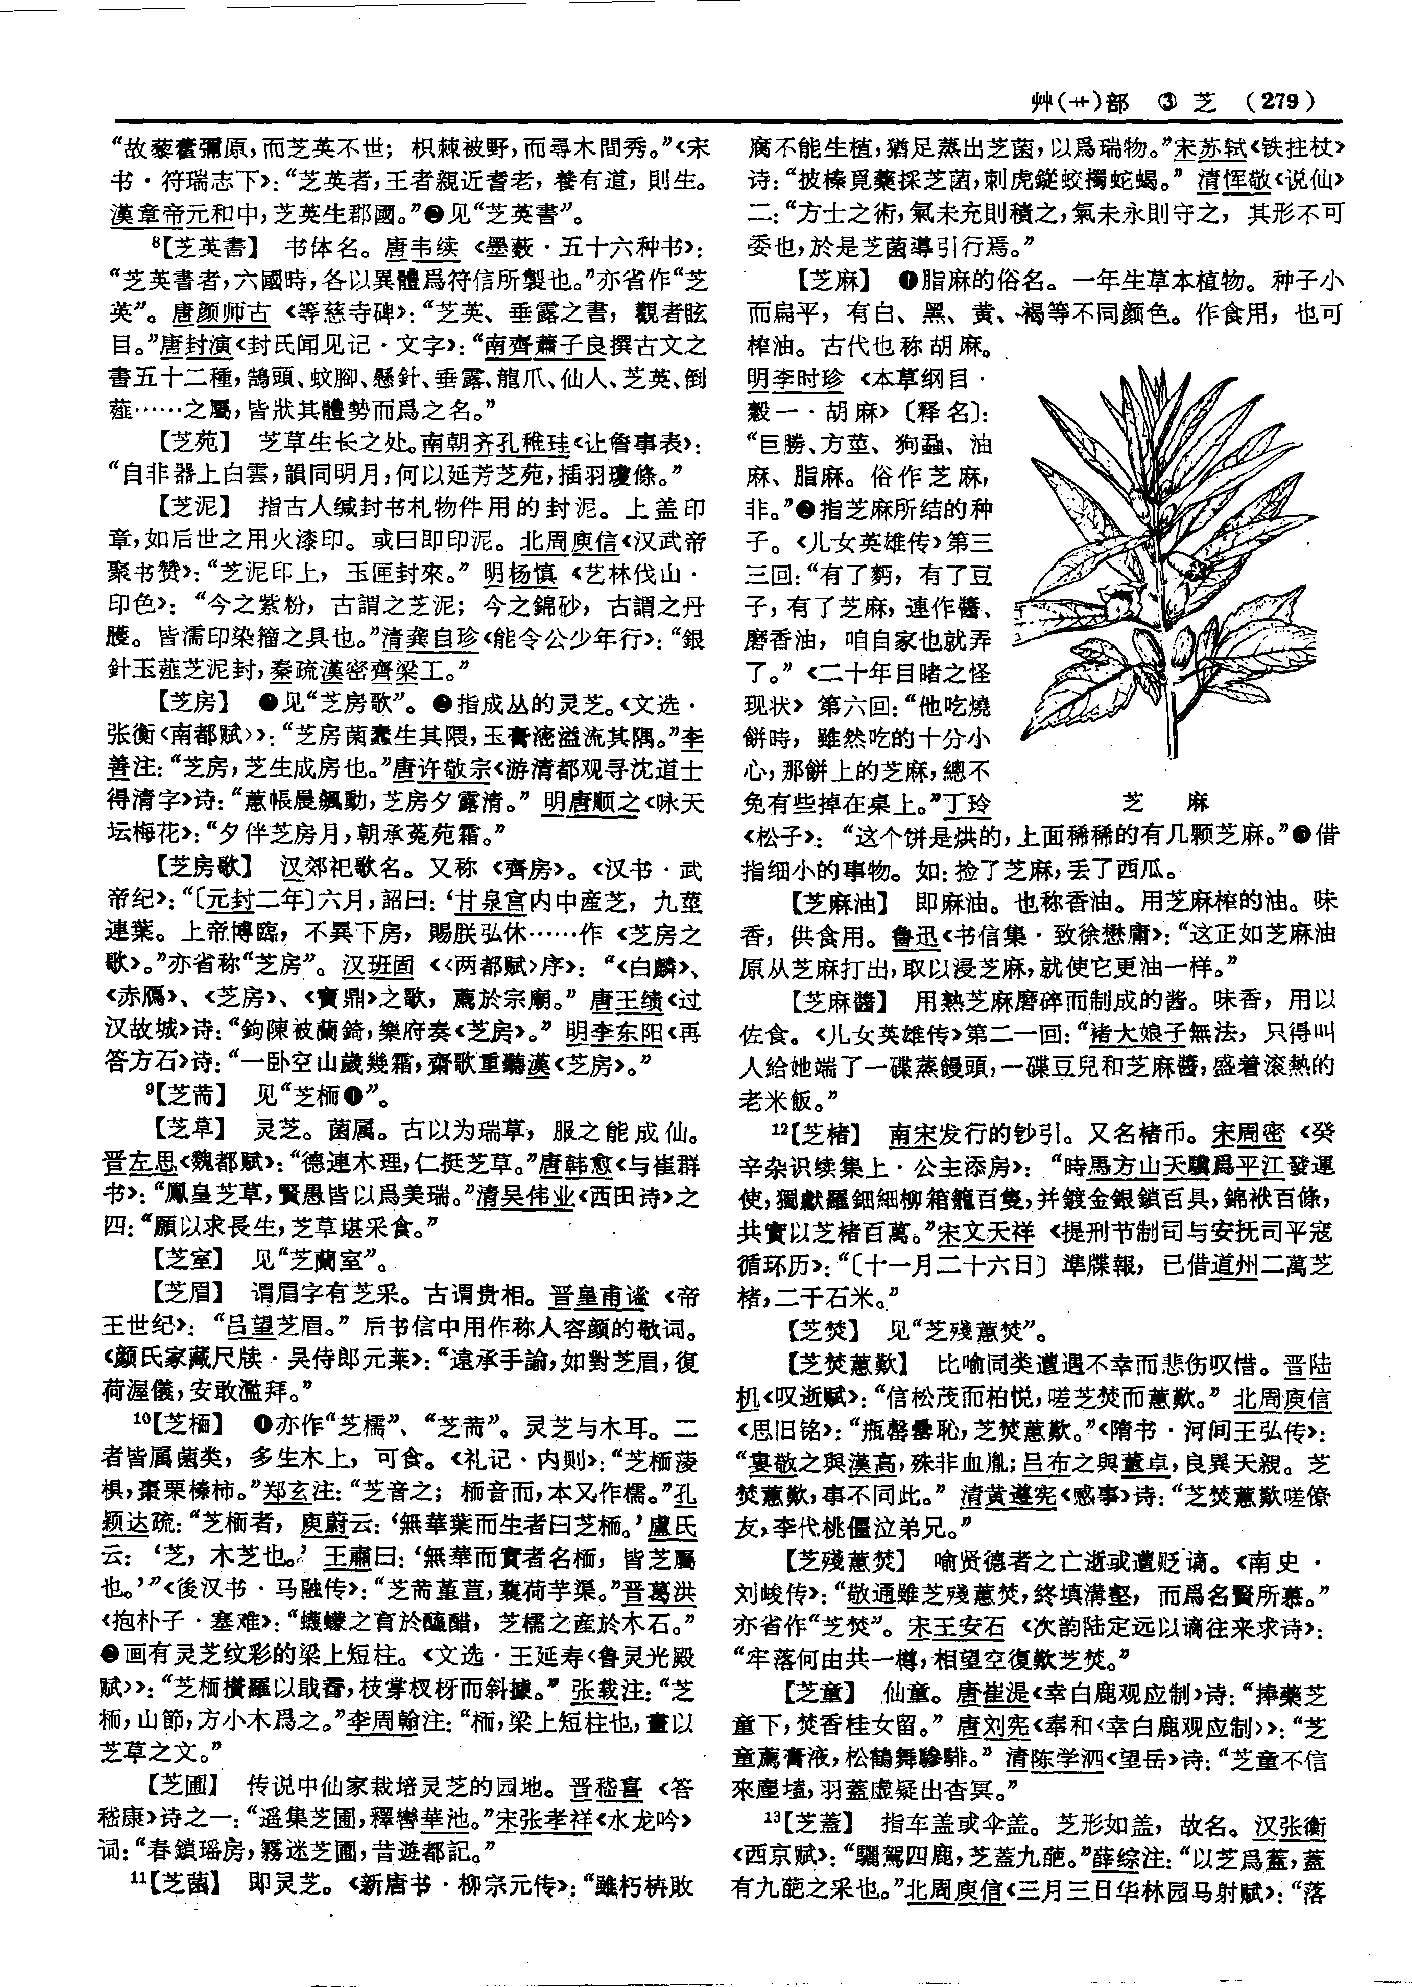 艸(艹)部　③　芝　(279)
“故藜藿彌原，而芝英不世；枳棘被野，而尋木間秀。”《宋
书·符瑞志下》：“芝英者，王者親近耆老，養有道，則生。
漢章帝元和中，芝英生郡國。”❷见“芝英書”。
⁸【芝英書】　书体名。唐韦续《墨薮·五十六种书》：
“芝英書者，六國時，各以異體爲符信所製也。”亦省作“芝
英”。唐颜师古《等慈寺碑》：“芝英、垂露之書，觀者眩
目。”唐封演《封氏闻见记·文字》：“南齊蕭子良撰古文之
書五十二種，鵠頭、蚊脚、懸針、垂露、龍爪、仙人、芝英、倒
薤……之屬，皆狀其體勢而爲之名。”
【芝苑】　芝草生长之处。南朝齐孔稚珪《让詹事表》：
“自非器上白雲，韻同明月；何以延芳芝苑，插羽瓊條。”
【芝泥】　指古人缄封书札物件用的封泥。上盖印
章，如后世之用火漆印。或曰即印泥。北周庾信《汉武帝
聚书赞》：“芝泥印上，玉匣封來。”明杨慎《艺林伐山·
印色》：“今之紫粉，古謂之芝泥；今之錦砂，古謂之丹
雘。皆濡印染籀之具也。”清龚自珍《能令公少年行》：“銀
針玉薤芝泥封，秦疏漢密齊梁工。”
【芝房】　❶见“芝房歌”。❷指成丛的灵芝。《文选·
张衡〈南都赋〉》：“芝房菌蠢生其隈，玉膏滵溢流其隅。”李
善注：“芝房，芝生成房也。”唐许敬宗《游清都观寻沈道士
得清字》诗：“蕙帳晨飆動，芝房夕露清。”明唐顺之《咏天
坛梅花》：“夕伴芝房月，朝承菟苑霜。”
【芝房歌】　汉郊祀歌名。又称《齊房》。《汉书·武
帝纪》：“〔元封二年〕六月，詔曰：‘甘泉宫内中産芝，九莖
連葉。上帝博臨，不異下房，賜朕弘休……作《芝房之
歌》。”亦省称“芝房”。汉班固《〈两都赋〉序》：“《白麟》、
《赤鴈》、《芝房》、《寶鼎》之歌，薦於宗廟。”唐王绩《过
汉故城》诗：“鉤陳被蘭錡，樂府奏《芝房》。”明李东阳《再
答方石》诗：“一卧空山歲幾霜，齋歌重聽漢《芝房》。”
⁹【芝荋】　见“芝栭❶”。
【芝草】　灵芝。菌属。古以为瑞草，服之能成仙。
晋左思《魏都赋》：“德連木理，仁挺芝草。”唐韩愈《与崔群
书》：“鳳皇芝草，賢愚皆以爲美瑞。”清吴伟业《西田诗》之
四：“願以求長生，芝草堪采食。”
【芝室】　见“芝蘭室”。
【芝眉】　谓眉宇有芝采。古谓贵相。晋皇甫谧《帝
王世纪》：“吕望芝眉。”后书信中用作称人容颜的敬词。
《颜氏家藏尺牍·吴侍郎元莱》：“遠承手諭，如對芝眉，復
荷渥儀，安敢濫拜。”
¹⁰【芝栭】　❶亦作“芝檽”、“芝荋”。灵芝与木耳。二
者皆属菌类，多生木上，可食。《礼记·内则》：“芝栭蔆
椇，棗栗榛柿。”郑玄注：“芝音之；栭音而，本又作檽。”孔
颖达疏：“芝栭者，庾蔚云：‘無華葉而生者曰芝栭。’盧氏
云：‘芝，木芝也。’王肅曰：‘無華而實者名栭，皆芝屬
也。’”《後汉书·马融传》：“芝荋堇荁，蘘荷芋渠。”晋葛洪
《抱朴子·塞难》：“蠛蠓之育於醯醋，芝檽之産於木石。”
❷画有灵芝纹彩的梁上短柱。《文选·王延寿〈鲁灵光殿
赋〉》：“芝栭攢羅以戢舂，枝掌杈枒而斜據。”张载注：“芝
栭，山節，方小木爲之。”李周翰注：“栭，梁上短柱也，畫以
芝草之文。”
【芝圃】　传说中仙家栽培灵芝的园地。晋嵇喜《答
嵇康》诗之一：“遥集芝圃，釋轡華池。”宋张孝祥《水龙吟》
词：“春鎖瑶房，霧迷芝圃，昔遊都記。”
¹¹【芝菌】　即灵芝。《新唐书·柳宗元传》：“雖朽枿敗
腐不能生植，猶足蒸出芝菌，以爲瑞物。”宋苏轼《铁拄杖》
诗：“披榛覓藥採芝菌，刺虎鏦蛟擉蛇蝎。”清恽敬《说仙》
二：“方士之術，氣未充則積之，氣未永則守之，其形不可
委也，於是芝菌導引行焉。”
【芝麻】　❶脂麻的俗名。一年生草本植物。种子小
而扁平，有白、黑、黄、褐等不同颜色。作食用，也可
榨油。古代也称胡麻。
明李时珍《本草纲目·
穀一·胡麻》〔释名〕：
“巨勝、方莖、狗蝨、油
麻、脂麻。俗作芝麻，
非。”❷指芝麻所结的种
子。《儿女英雄传》第三
三回：“有了麪，有了豆
子，有了芝麻，連作醬、
磨香油，咱自家也就弄
了。”《二十年目睹之怪
现状》第六回：“他吃燒
餅時，雖然吃的十分小
心，那餅上的芝麻，總不
免有些掉在桌上。”丁玲
芝　麻
《松子》：“这个饼是烘的，上面稀稀的有几颗芝麻。”❸借
指细小的事物。如：捡了芝麻，丢了西瓜。
【芝麻油】　即麻油。也称香油。用芝麻榨的油。味
香，供食用。鲁迅《书信集·致徐懋庸》：“这正如芝麻油
原从芝麻打出，取以浸芝麻，就使它更油一样。”
【芝麻醬】　用熟芝麻磨碎而制成的酱。味香，用以
佐食。《儿女英雄传》第二一回：“褚大娘子無法，只得叫
人給她端了一碟蒸饅頭，一碟豆兒和芝麻醬，盛着滚熱的
老米飯。”
¹²【芝楮】　南宋发行的钞引。又名楮币。宋周密《癸
辛杂识续集上·公主添房》：“時馬方山天驥爲平江發運
使，獨獻羅鈿細柳箱籠百隻，并鍍金銀鎖百具，錦袱百條，
共實以芝楮百萬。”宋文天祥《提刑节制司与安抚司平寇
循环历》：“〔十一月二十六日〕準牒報，已借道州二萬芝
楮，二千石米。”
【芝焚】　见“芝殘蕙焚”。
【芝焚蕙歎】　比喻同类遭遇不幸而悲伤叹惜。晋陆
机《叹逝赋》：“信松茂而柏悦，嗟芝焚而蕙歎。”北周庾信
《思旧铭》：“瓶罄罍恥，芝焚蕙歎。”《隋书·河间王弘传》：
“婁敬之與漢高，殊非血胤；吕布之與董卓，良異天親。芝
焚蕙歎，事不同此。”清黄遵宪《感事》诗：“芝焚蕙歎嗟僚
友，李代桃僵泣弟兄。”
【芝殘蕙焚】　喻贤德者之亡逝或遭贬谪。《南史·
刘峻传》：“敬通雖芝殘蕙焚，终填溝壑，而爲名賢所慕。”
亦省作“芝焚”。宋王安石《次韵陆定远以谪往来求诗》：
“牢落何由共一樽，相望空復歎芝焚。”
【芝童】　仙童。唐崔湜《幸白鹿观应制》诗：“捧藥芝
童下，焚香桂女留。”唐刘宪《奉和〈幸白鹿观应制〉》：“芝
童薦膏液，松鶴舞驂騑。”清陈学泗《望岳》诗：“芝童不信
來塵壒，羽蓋虚疑出杳冥。”
¹³【芝蓋】　指车盖或伞盖。芝形如盖，故名。汉张衡
《西京赋》：“驪駕四鹿，芝蓋九葩。”薛综注：“以芝爲蓋，蓋
有九葩之采也。”北周庾信《三月三日华林园马射赋》：“落